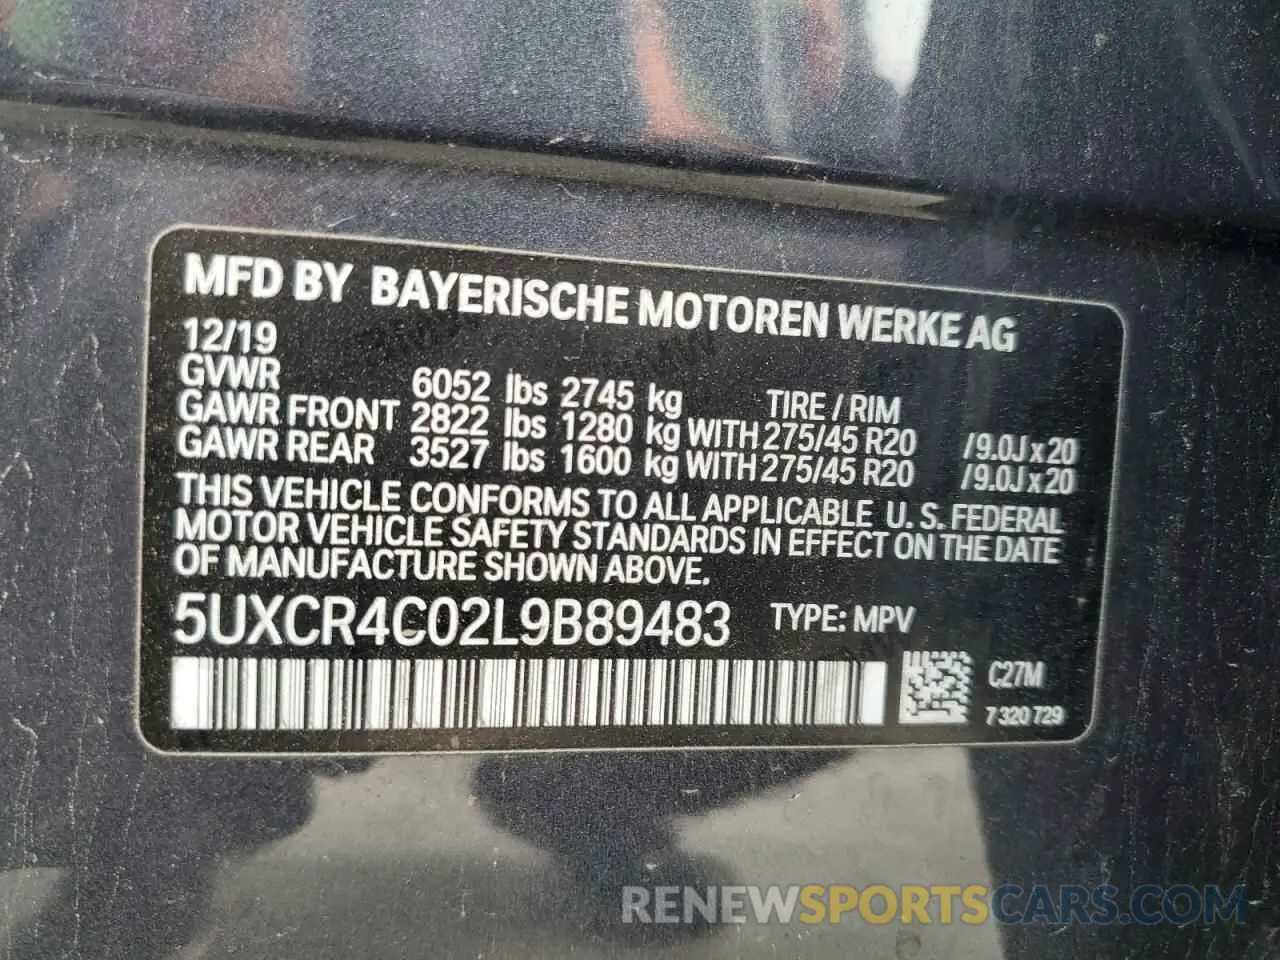 MFD BY BAYERISCHE MOTOREN WERKE AG
12/19
GVWR 6052 lbs 2745 kg TIRE / RIM
GAWR FRONT 2822 lbs 1280 kg WITH 275/45 R20 /9.0J x 20
GAWR REAR 3527 lbs 1600 kg WITH 275/45 R20 /9.0J x 20
THIS VEHICLE CONFORMS TO ALL APPLICABLE U. S. FEDERAL
MOTOR VEHICLE SAFETY STANDARDS IN EFFECT ON THE DATE
OF MANUFACTURE SHOWN ABOVE.
5UXCR4C02L9B89483 TYPE: MPV
C27M
7 320 729
RENEWSPORTSCARS.COM